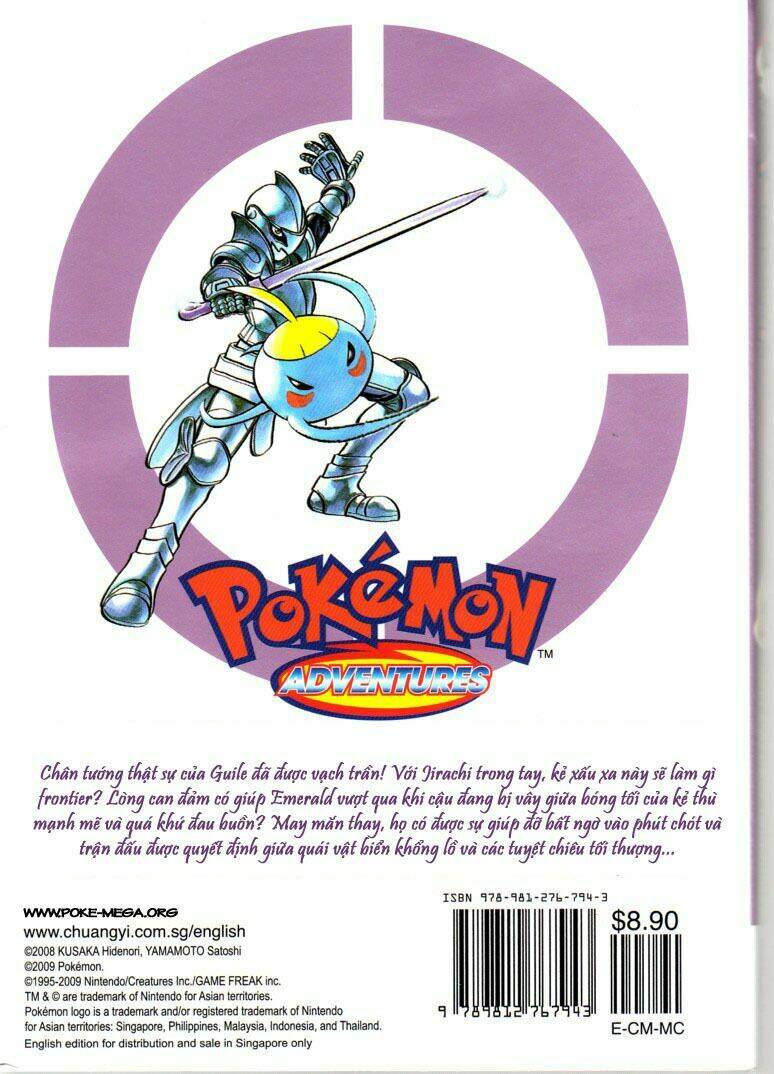 POKÉMON
TM
ADVENTURES
Chân tướng thật sự của Guile đã được vạch trần! Với Jirachi trong tay, kẻ xấu xa này sẽ làm gì
frontier? Lòng can đảm có giúp Emerald vượt qua khi cậu đang bị vây giữa bóng tối của kẻ thù
mạnh mẽ và quá khứ đau buồn? May mắn thay, họ có được sự giúp đỡ bất ngờ vào phút chót và
trận đấu được quyết định giữa quái vật biển khổng lồ và các tuyệt chiêu tối thượng...
WWW.POKE-MEGA.ORG
www.chuangyi.com.sg/english
©2008 KUSAKA Hidenori, YAMAMOTO Satoshi
©2009 Pokémon.
©1995-2009 Nintendo/Creatures Inc./GAME FREAK inc.
TM & © are trademark of Nintendo for Asian territories.
Pokémon logo is a trademark and/or registered trademark of Nintendo
for Asian territories: Singapore, Philippines, Malaysia, Indonesia, and Thailand.
English edition for distribution and sale in Singapore only
ISBN 978-981-276-794-3
$8.90
9 789812 767943
E-CM-MC